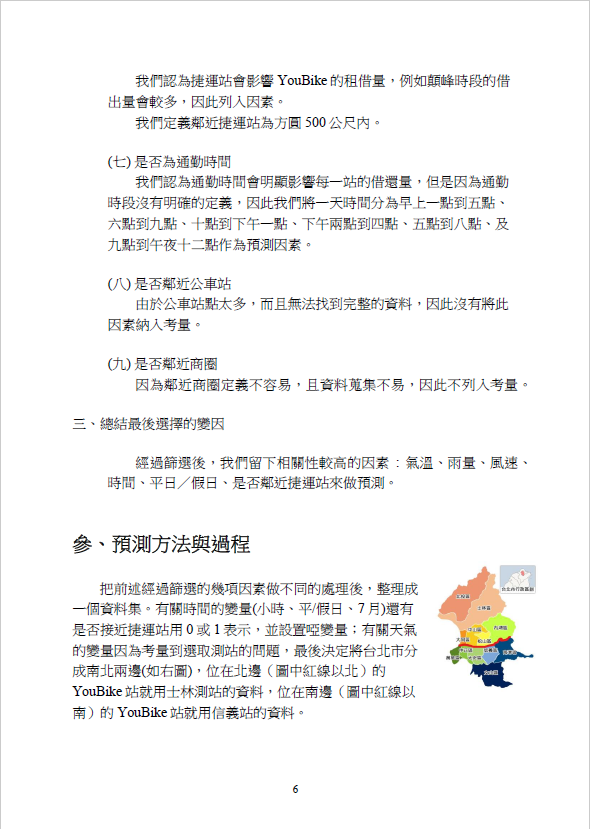 我們認為捷運站會影響 YouBike 的租借量，例如顛峰時段的借
出量會較多，因此列入因素。
我們定義鄰近捷運站為方圓 500 公尺內。
(七) 是否為通勤時間
我們認為通勤時間會明顯影響每一站的借還量，但是因為通勤
時段沒有明確的定義，因此我們將一天時間分為早上一點到五點、
六點到九點、十點到下午一點、下午兩點到四點、五點到八點、及
九點到午夜十二點作為預測因素。
(八) 是否鄰近公車站
由於公車站點太多，而且無法找到完整的資料，因此沒有將此
因素納入考量。
(九) 是否鄰近商圈
因為鄰近商圈定義不容易，且資料蒐集不易，因此不列入考量。
三、總結最後選擇的變因
經過篩選後，我們留下相關性較高的因素：氣溫、雨量、風速、
時間、平日／假日、是否鄰近捷運站來做預測。
參、預測方法與過程
把前述經過篩選的幾項因素做不同的處理後，整理成
一個資料集。有關時間的變量(小時、平/假日、7 月)還有
是否接近捷運站用 0 或 1 表示，並設置啞變量；有關天氣
的變量因為考量到選取測站的問題，最後決定將台北市分
成南北兩邊(如右圖)，位在北邊（圖中紅線以北）的
YouBike 站就用士林測站的資料，位在南邊（圖中紅線以
南）的 YouBike 站就用信義站的資料。
台北市行政區劃
北投區
士林區
中山區
內湖區
大同區
松山區
信義區
南港區
大安區
文山區
6